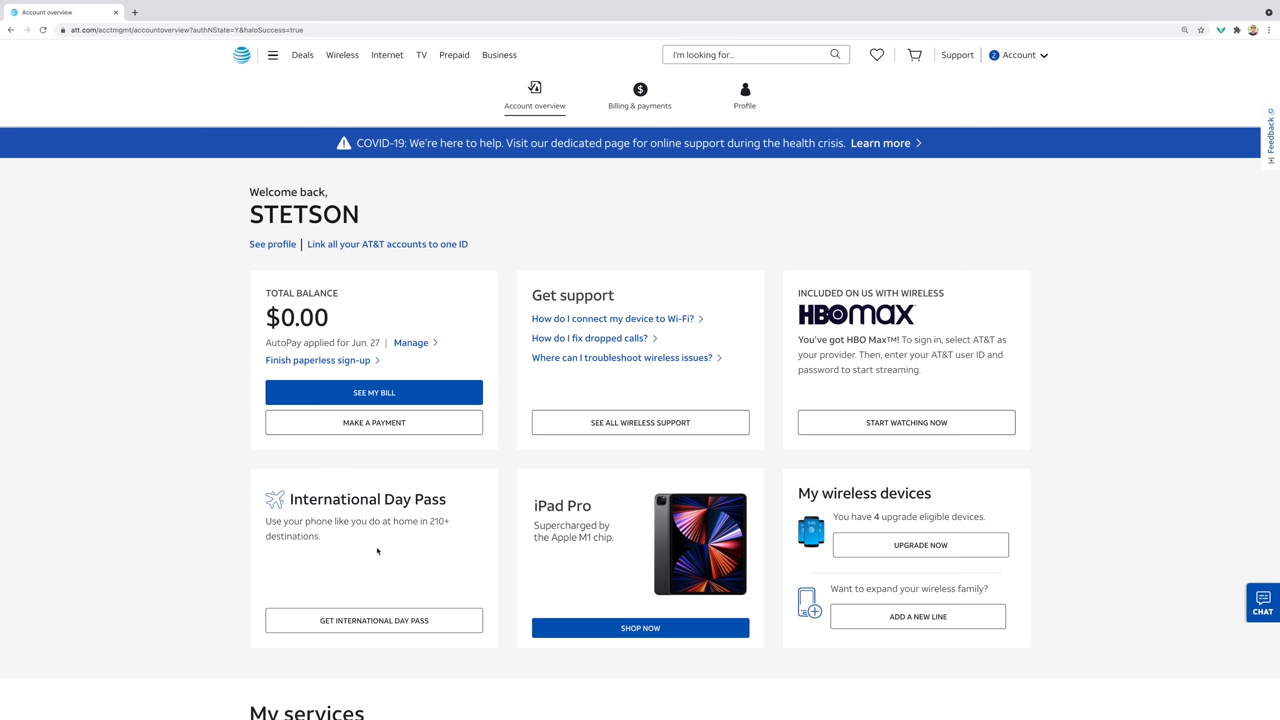 Account overview
att.com/acctmgmt/accountoverview?authNState=Y&haloSuccess=true
Deals Wireless Internet TV Prepaid Business I'm looking for... Support 2 Account
Account overview Billing & payments Profile
COVID-19: We're here to help. Visit our dedicated page for online support during the health crisis. Learn more
Feedback
Welcome back,
STETSON
See profile | Link all your AT&T accounts to one ID
TOTAL BALANCE
$0.00
AutoPay applied for Jun. 27 | Manage
Finish paperless sign-up
SEE MY BILL
MAKE A PAYMENT
Get support
How do I connect my device to Wi-Fi?
How do I fix dropped calls?
Where can I troubleshoot wireless issues?
SEE ALL WIRELESS SUPPORT
INCLUDED ON US WITH WIRELESS
HBOMAX
You've got HBO Max™! To sign in, select AT&T as
your provider. Then, enter your AT&T user ID and
password to start streaming.
START WATCHING NOW
International Day Pass
Use your phone like you do at home in 210+
destinations.
GET INTERNATIONAL DAY PASS
iPad Pro
Supercharged by
the Apple M1 chip.
SHOP NOW
My wireless devices
You have 4 upgrade eligible devices.
UPGRADE NOW
Want to expand your wireless family?
ADD A NEW LINE
CHAT
My services